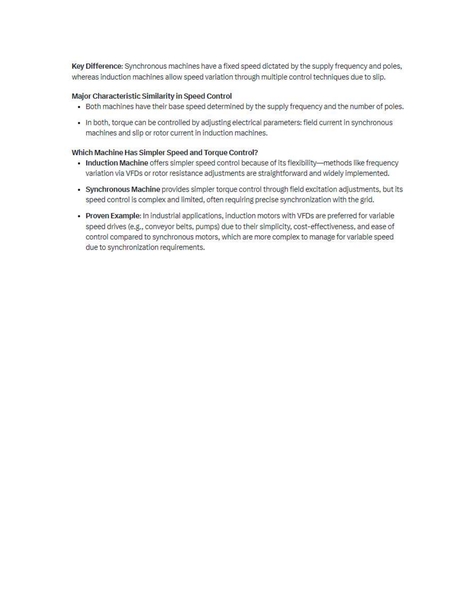 Key Difference: Synchronous machines have a fixed speed dictated by the supply frequency and poles,
whereas induction machines allow speed variation through multiple control techniques due to slip.
Major Characteristic Similarity in Speed Control
• Both machines have their base speed determined by the supply frequency and the number of poles.
• In both, torque can be controlled by adjusting electrical parameters: field current in synchronous
machines and slip or rotor current in induction machines.
Which Machine Has Simpler Speed and Torque Control?
• Induction Machine offers simpler speed control because of its flexibility—methods like frequency
variation via VFDs or rotor resistance adjustments are straightforward and widely implemented.
• Synchronous Machine provides simpler torque control through field excitation adjustments, but its
speed control is complex and limited, often requiring precise synchronization with the grid.
• Proven Example: In industrial applications, induction motors with VFDs are preferred for variable
speed drives (e.g., conveyor belts, pumps) due to their simplicity, cost-effectiveness, and ease of
control compared to synchronous motors, which are more complex to manage for variable speed
due to synchronization requirements.